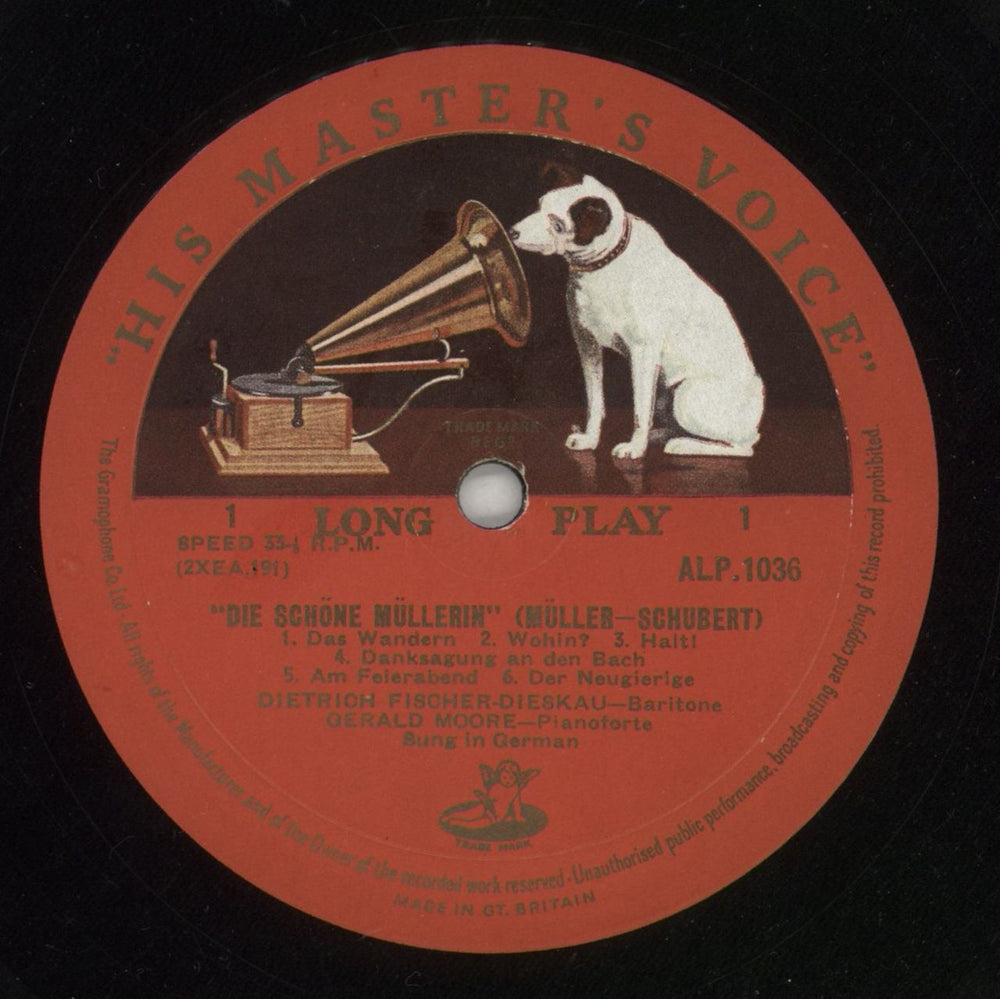 "HIS MASTER'S VOICE"
TRADE MARK
REGD
1 LONG PLAY 1
SPEED 33⅓ R.P.M.
(2XEA.191)
ALP.1036
"DIE SCHÖNE MÜLLERIN" (MÜLLER—SCHUBERT)
1. Das Wandern 2. Wohin? 3. Halt!
4. Danksagung an den Bach
5. Am Feierabend 6. Der Neugierige
DIETRICH FISCHER-DIESKAU—Baritone
GERALD MOORE—Pianoforte
Sung in German
TRADE MARK
The Gramophone Co Ltd · All rights of the Manufacturer and of the Owner of the recorded work reserved · Unauthorised public performance, broadcasting and copying of this record prohibited.
MADE IN GT. BRITAIN